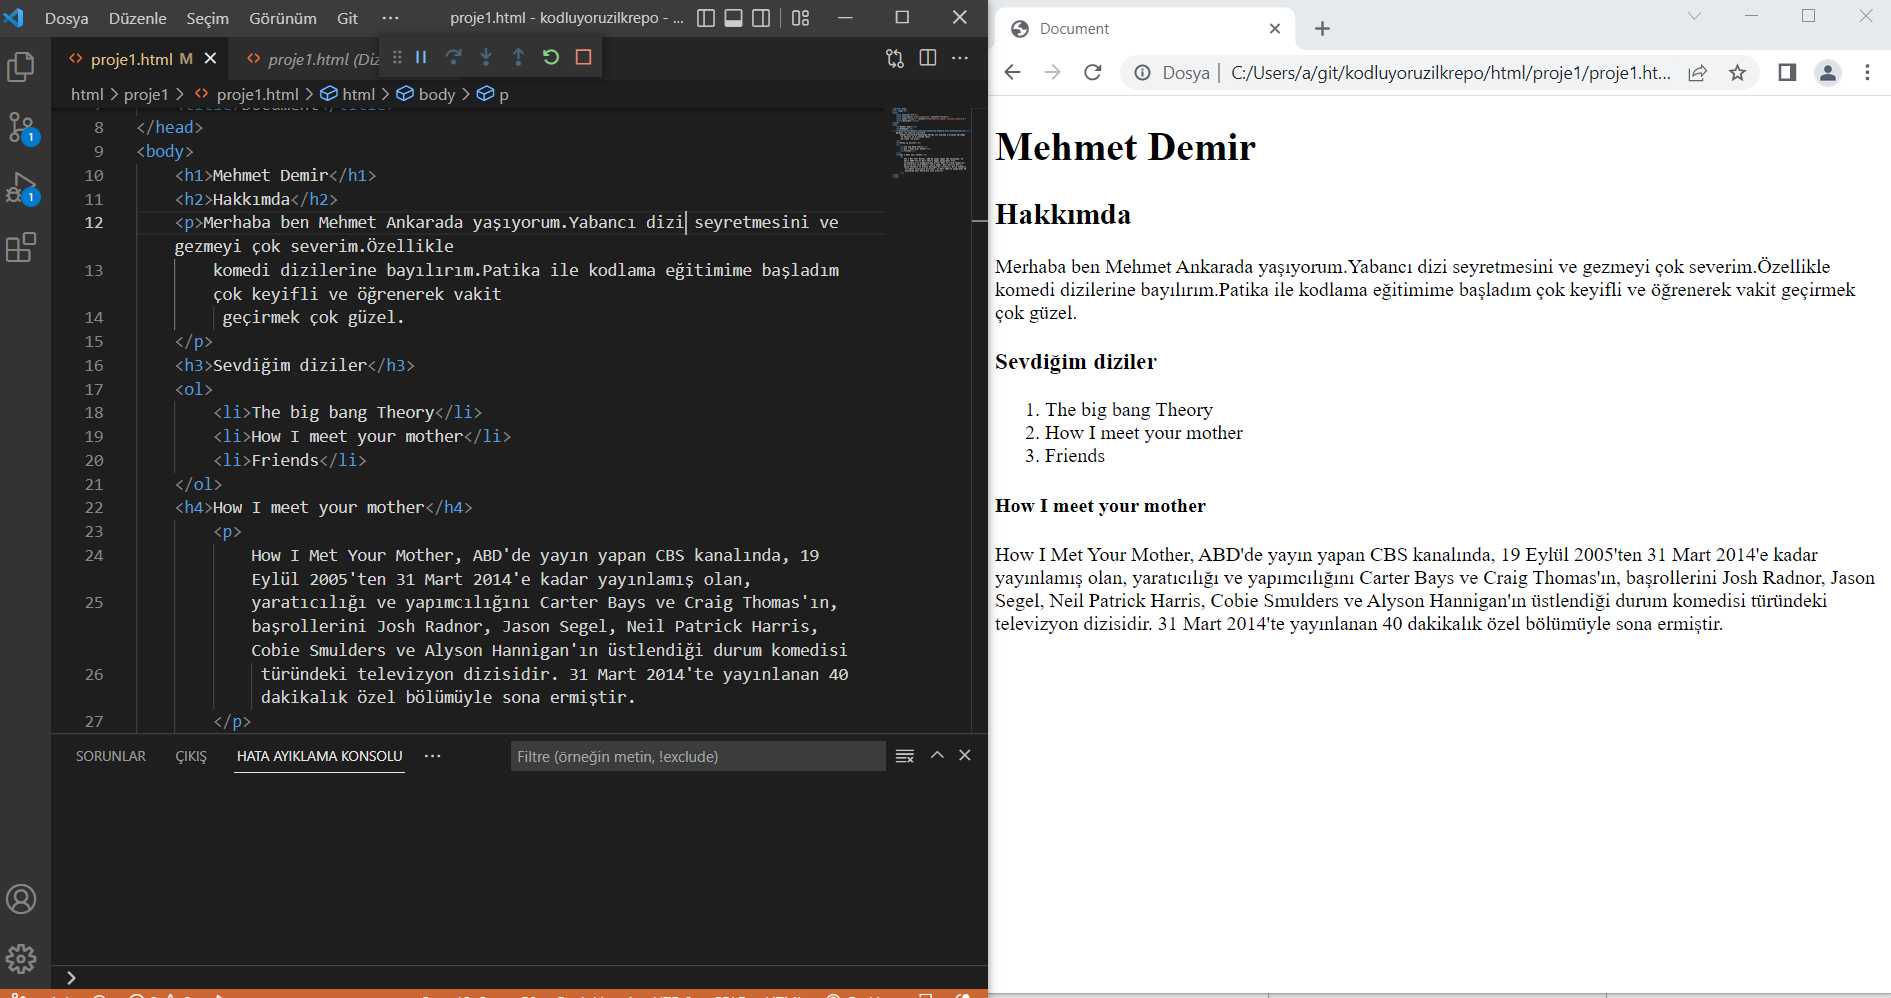 Dosya Düzenle Seçim Görünüm Git ··· proje1.html - kodluyoruzilkrepo - ...
proje1.html M proje1.html (Diz
html > proje1 > proje1.html > html > body > p
8 </head>
9 <body>
10 <h1>Mehmet Demir</h1>
11 <h2>Hakkımda</h2>
12 <p>Merhaba ben Mehmet Ankarada yaşıyorum.Yabancı dizi seyretmesini ve
gezmeyi çok severim.Özellikle
13 komedi dizilerine bayılırım.Patika ile kodlama eğitimime başladım
çok keyifli ve öğrenerek vakit
14 geçirmek çok güzel.
15 </p>
16 <h3>Sevdiğim diziler</h3>
17 <ol>
18 <li>The big bang Theory</li>
19 <li>How I meet your mother</li>
20 <li>Friends</li>
21 </ol>
22 <h4>How I meet your mother</h4>
23 <p>
24 How I Met Your Mother, ABD'de yayın yapan CBS kanalında, 19
Eylül 2005'ten 31 Mart 2014'e kadar yayınlamış olan,
25 yaratıcılığı ve yapımcılığını Carter Bays ve Craig Thomas'ın,
başrollerini Josh Radnor, Jason Segel, Neil Patrick Harris,
Cobie Smulders ve Alyson Hannigan'ın üstlendiği durum komedisi
26 türündeki televizyon dizisidir. 31 Mart 2014'te yayınlanan 40
dakikalık özel bölümüyle sona ermiştir.
27 </p>
1
1
SORUNLAR ÇIKIŞ HATA AYIKLAMA KONSOLU ··· Filtre (örneğin metin, !exclude)
Document
Dosya | C:/Users/a/git/kodluyoruzilkrepo/html/proje1/proje1.ht...
Mehmet Demir
Hakkımda
Merhaba ben Mehmet Ankarada yaşıyorum.Yabancı dizi seyretmesini ve gezmeyi çok severim.Özellikle
komedi dizilerine bayılırım.Patika ile kodlama eğitimime başladım çok keyifli ve öğrenerek vakit geçirmek
çok güzel.
Sevdiğim diziler
1. The big bang Theory
2. How I meet your mother
3. Friends
How I meet your mother
How I Met Your Mother, ABD'de yayın yapan CBS kanalında, 19 Eylül 2005'ten 31 Mart 2014'e kadar
yayınlamış olan, yaratıcılığı ve yapımcılığını Carter Bays ve Craig Thomas'ın, başrollerini Josh Radnor, Jason
Segel, Neil Patrick Harris, Cobie Smulders ve Alyson Hannigan'ın üstlendiği durum komedisi türündeki
televizyon dizisidir. 31 Mart 2014'te yayınlanan 40 dakikalık özel bölümüyle sona ermiştir.